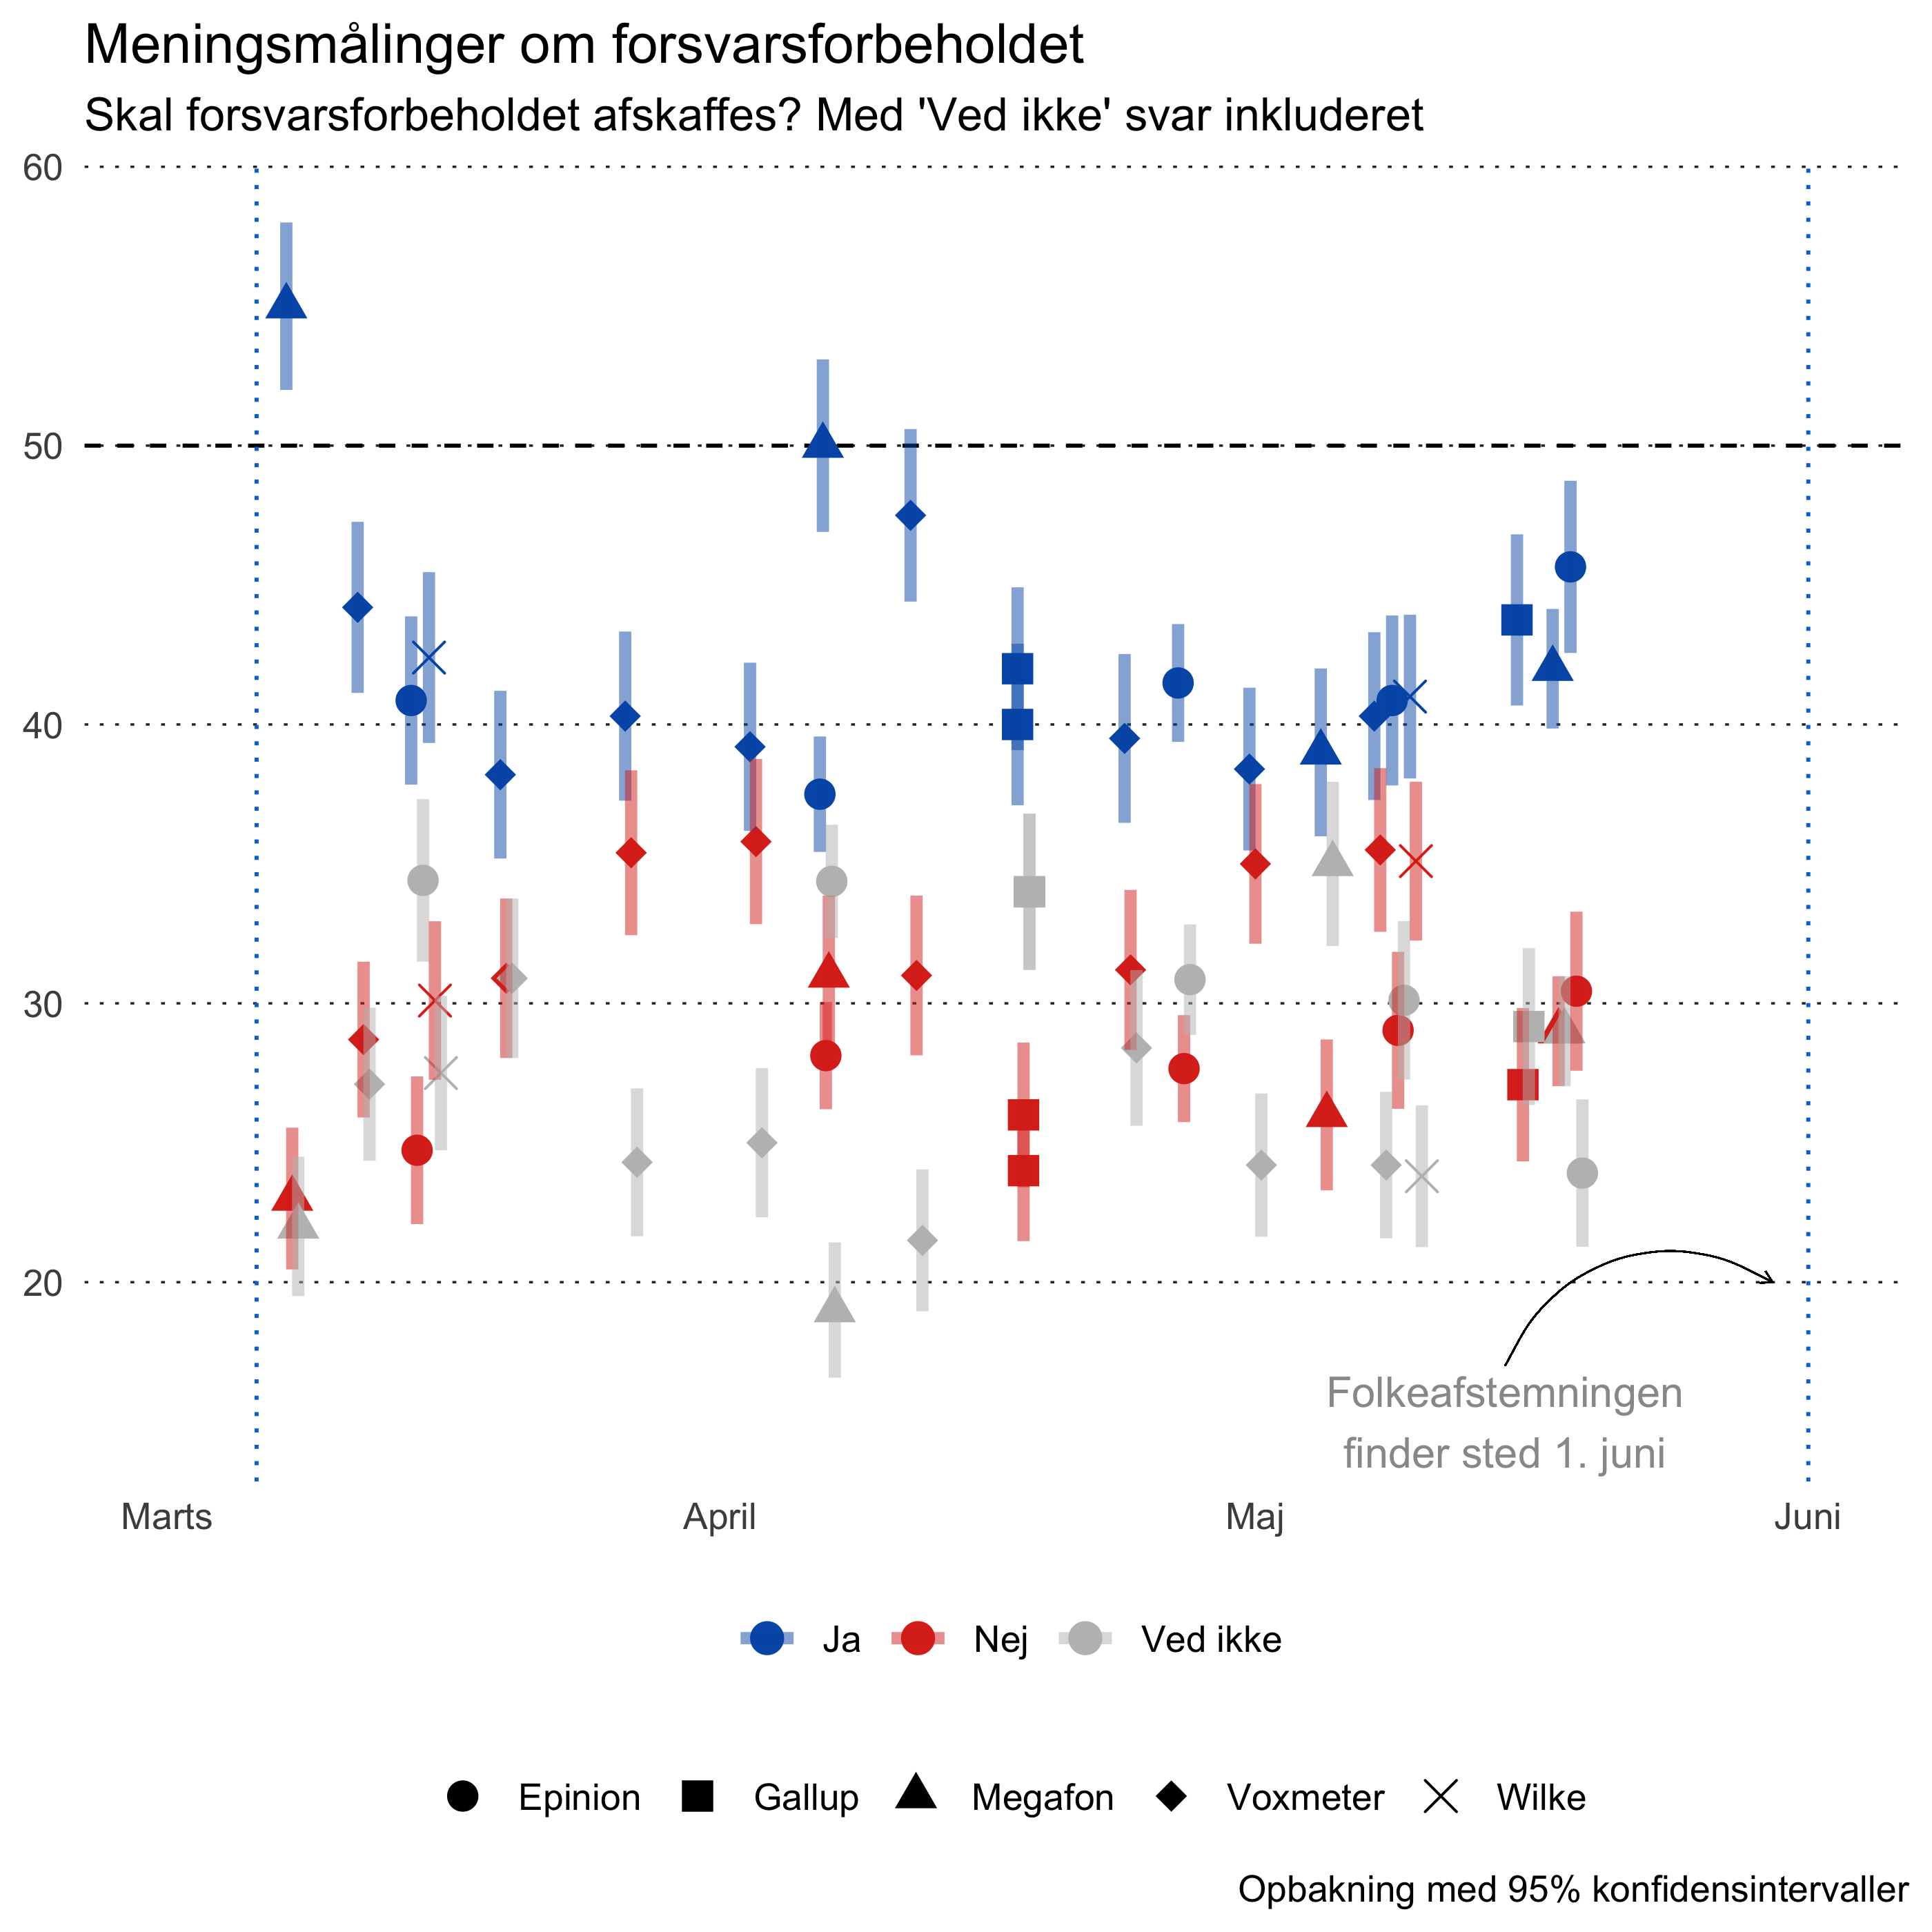 Meningsmålinger om forsvarsforbeholdet
Skal forsvarsforbeholdet afskaffes? Med 'Ved ikke' svar inkluderet
60
50
40
30
20
Folkeafstemningen
finder sted 1. juni
Marts April Maj Juni
Ja Nej Ved ikke
Epinion Gallup Megafon Voxmeter Wilke
Opbakning med 95% konfidensintervaller